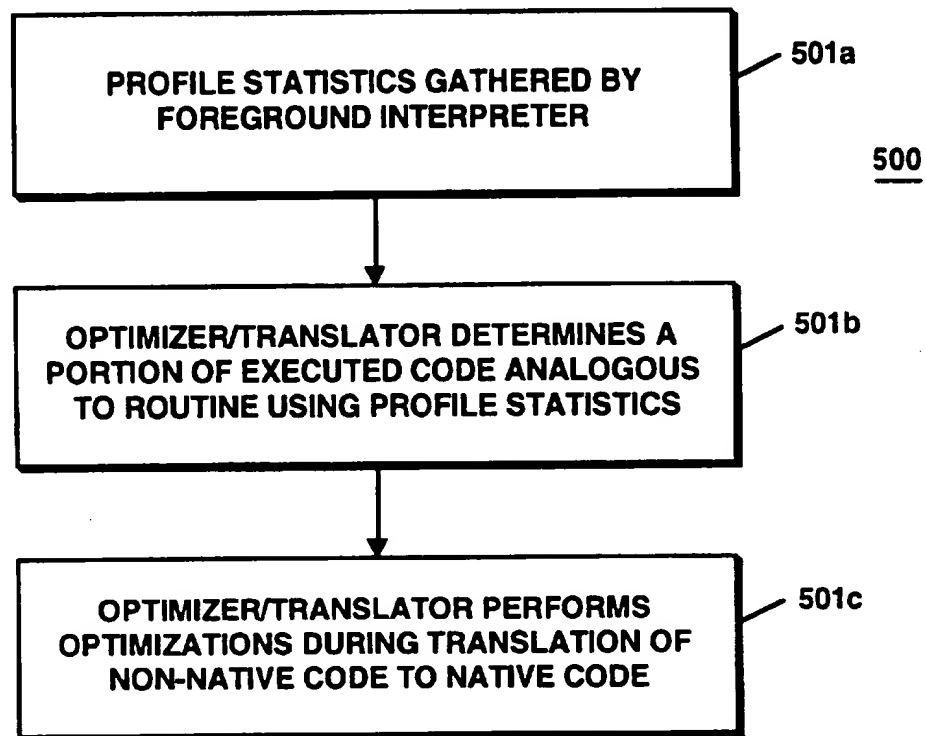 PROFILE STATISTICS GATHERED BY
FOREGROUND INTERPRETER
501a
500
OPTIMIZER/TRANSLATOR DETERMINES A
PORTION OF EXECUTED CODE ANALOGOUS
TO ROUTINE USING PROFILE STATISTICS
501b
OPTIMIZER/TRANSLATOR PERFORMS
OPTIMIZATIONS DURING TRANSLATION OF
NON-NATIVE CODE TO NATIVE CODE
501c